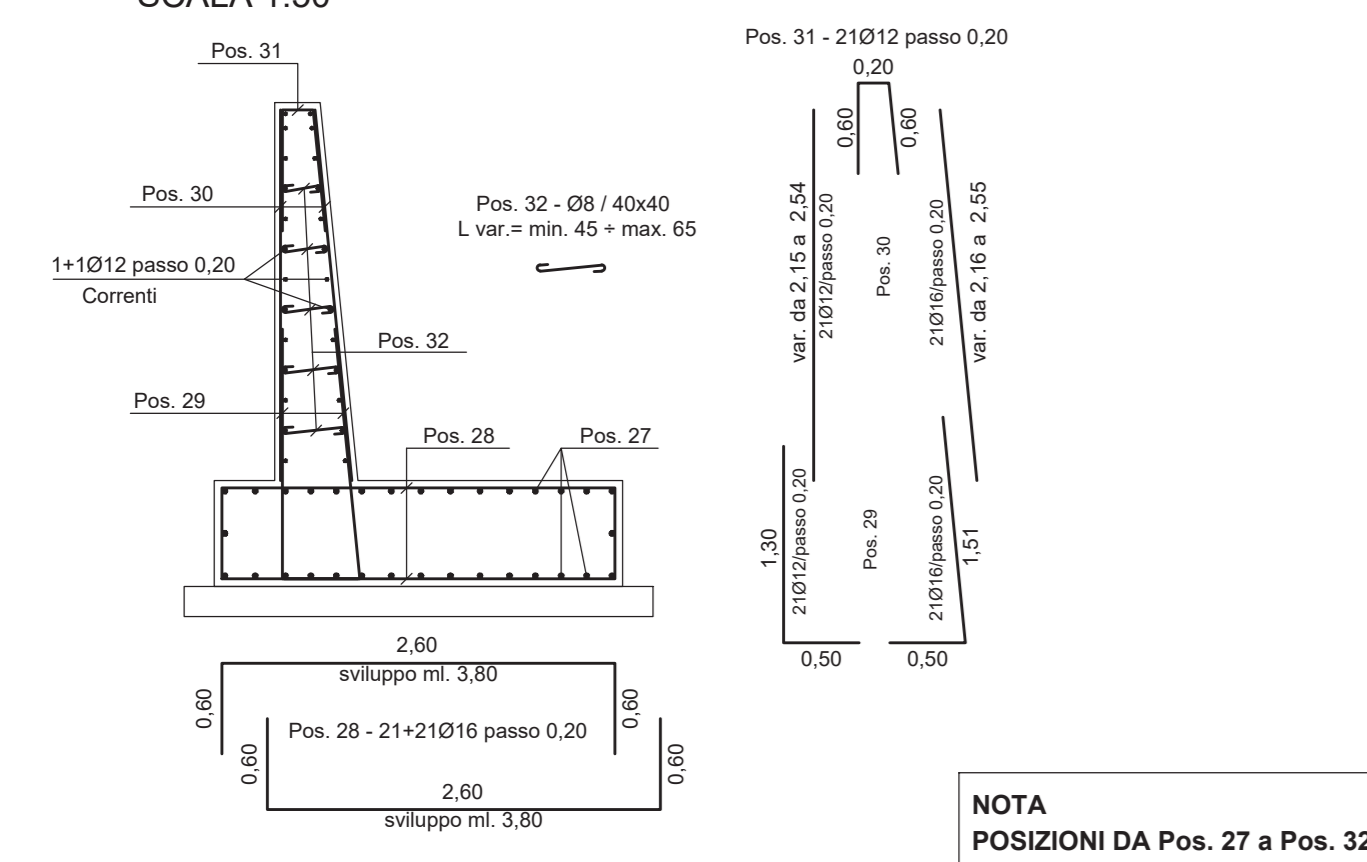 SCALA 1:50
Pos. 31
Pos. 30
1+1Ø12 passo 0,20
Correnti
Pos. 29
Pos. 32
Pos. 28
Pos. 27
Pos. 32 - Ø8 / 40x40
L var.= min. 45 ÷ max. 65
2,60
sviluppo ml. 3,80
0,60
0,60
Pos. 28 - 21+21Ø16 passo 0,20
0,60
0,60
2,60
sviluppo ml. 3,80
Pos. 31 - 21Ø12 passo 0,20
0,20
0,60
0,60
var. da 2,15 a 2,54
21Ø12/passo 0,20
Pos. 30
21Ø16/passo 0,20
var. da 2,16 a 2,55
1,30
21Ø12/passo 0,20
Pos. 29
21Ø16/passo 0,20
1,51
0,50
0,50
NOTA
POSIZIONI DA Pos. 27 a Pos. 32